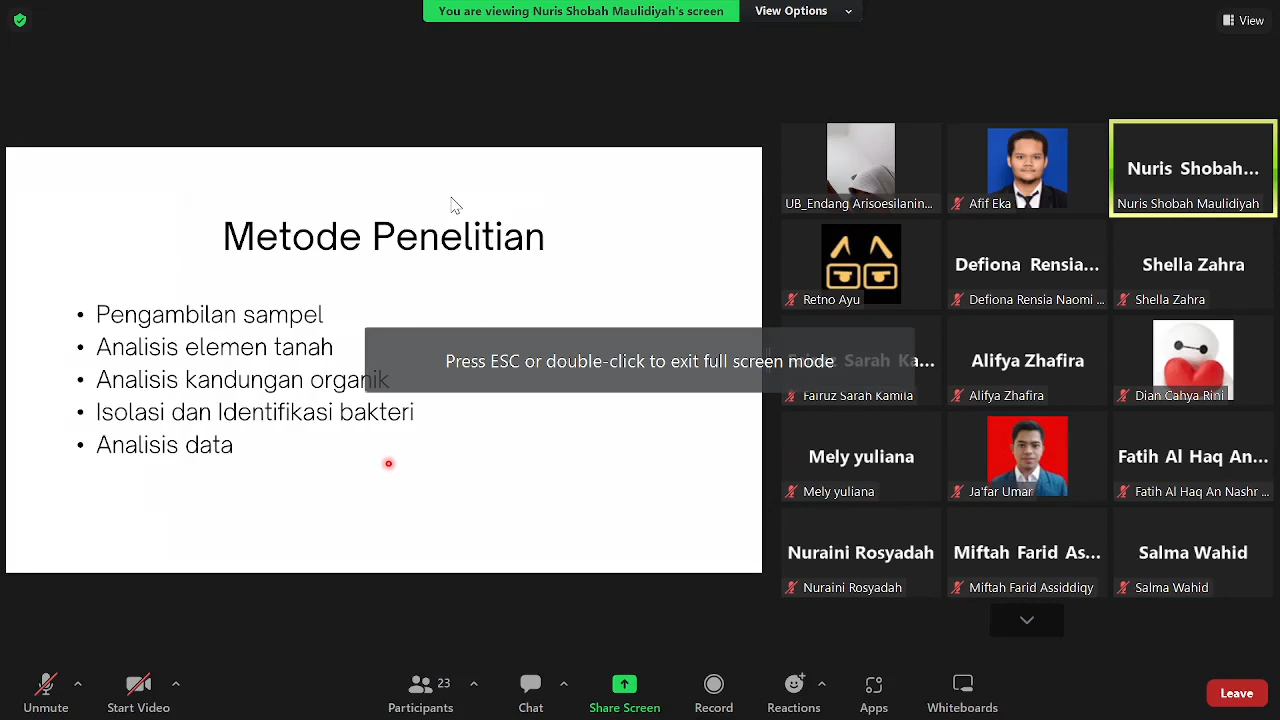 You are viewing Nuris Shobah Maulidiyah's screen
View Options
View
Metode Penelitian
• Pengambilan sampel
• Analisis elemen tanah
• Analisis kandungan organik
• Isolasi dan Identifikasi bakteri
• Analisis data
Press ESC or double-click to exit full screen mode
UB_Endang Arisoesilanin...
Afif Eka
Nuris Shobah...
Nuris Shobah Maulidiyah
Retno Ayu
Defiona Rensia...
Defiona Rensia Naomi ...
Shella Zahra
Shella Zahra
Fairuz Sarah Ka...
Fairuz Sarah Kamila
Alifya Zhafira
Alifya Zhafira
Dian Cahya Rini
Mely yuliana
Mely yuliana
Ja'far Umar
Fatih Al Haq An...
Fatih Al Haq An Nashr ...
Nuraini Rosyadah
Nuraini Rosyadah
Miftah Farid As...
Miftah Farid Assiddiqy
Salma Wahid
Salma Wahid
Unmute
Start Video
23
Participants
Chat
Share Screen
Record
Reactions
Apps
Whiteboards
Leave